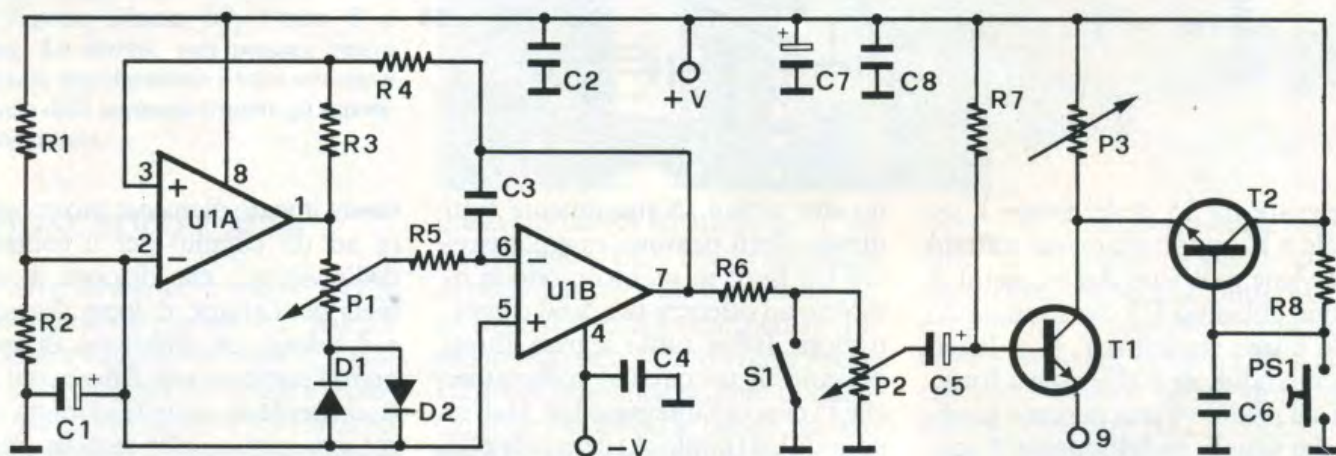 R1
R2
C1
+
3
+
2
−
8
U1A
1
R3
R4
P1
D1
D2
R5
C3
6
−
5
+
U1B
7
4
C4
−V
C2
+V
R6
S1
P2
+
C7
C8
C5
+
R7
P3
T1
9
T2
R8
C6
PS1